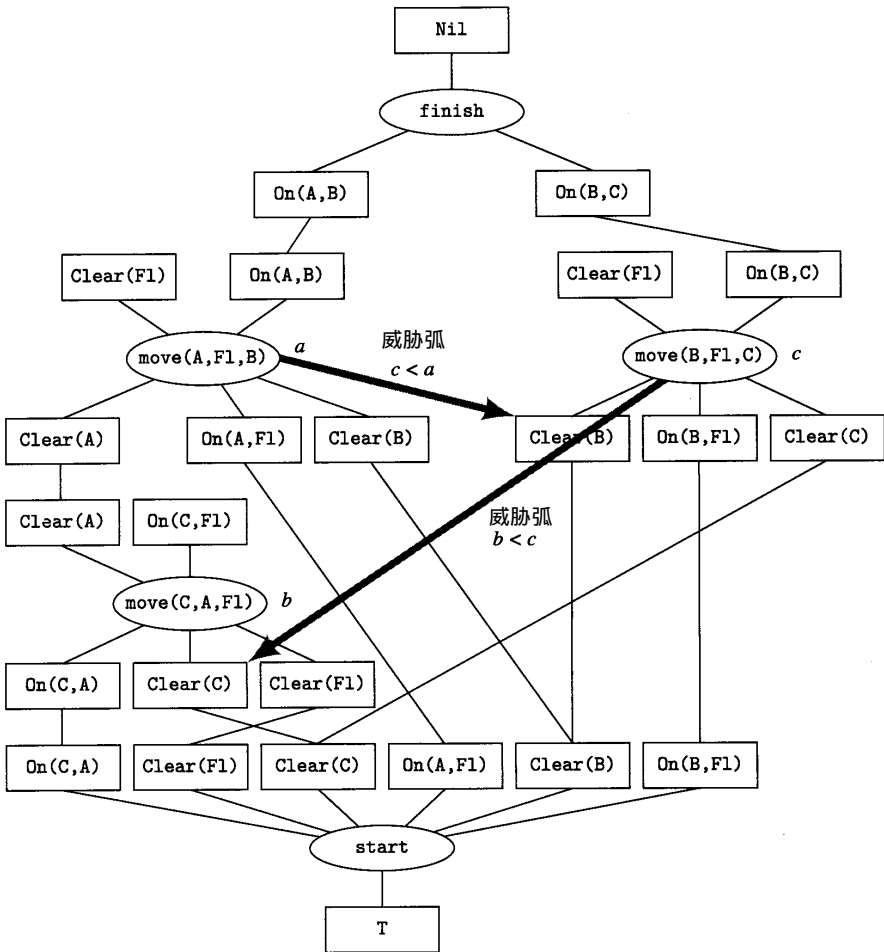 Nil
finish
On(A,B)
On(B,C)
Clear(Fl)
On(A,B)
Clear(Fl)
On(B,C)
move(A,Fl,B)
a
威胁弧
c < a
move(B,Fl,C)
c
Clear(A)
On(A,Fl)
Clear(B)
Clear(B)
On(B,Fl)
Clear(C)
Clear(A)
On(C,Fl)
威胁弧
b < c
move(C,A,Fl)
b
On(C,A)
Clear(C)
Clear(Fl)
On(C,A)
Clear(Fl)
Clear(C)
On(A,Fl)
Clear(B)
On(B,Fl)
start
T